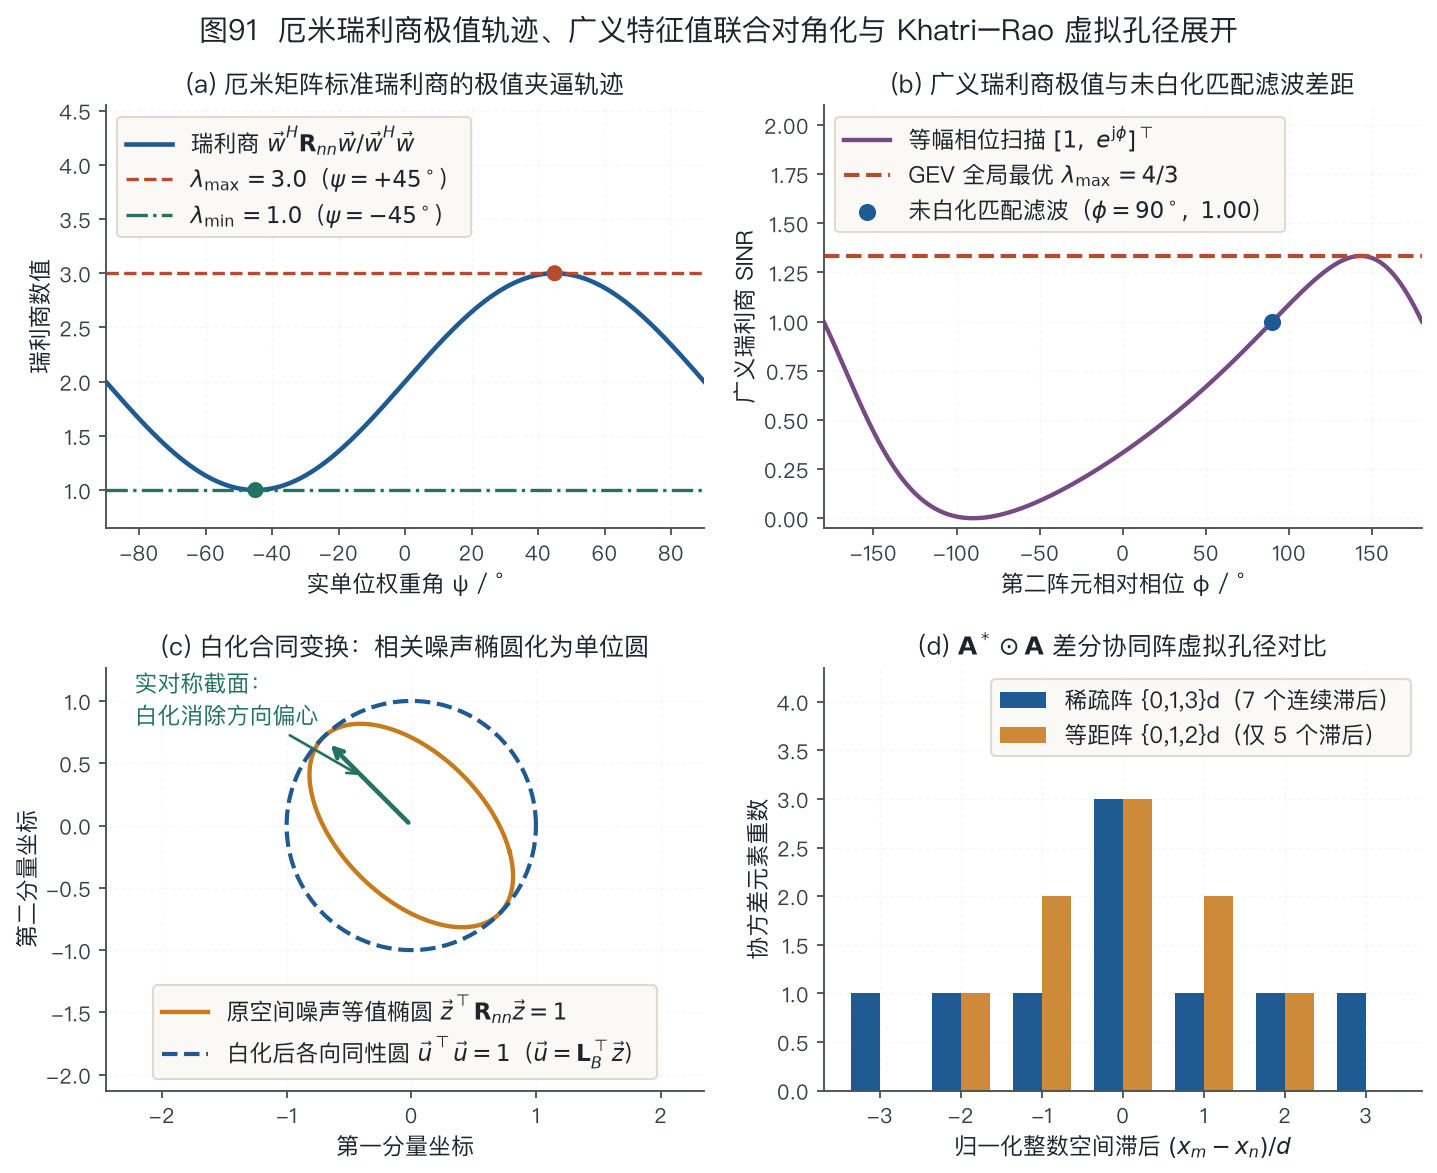 图91 厄米瑞利商极值轨迹、广义特征值联合对角化与 Khatri−Rao 虚拟孔径展开
(a) 厄米矩阵标准瑞利商的极值夹逼轨迹
瑞利商数值
4.5
4.0
3.5
3.0
2.5
2.0
1.5
1.0
瑞利商 $\vec{w}^H \mathbf{R}_{nn}\vec{w}/\vec{w}^H\vec{w}$
λ_max = 3.0 (ψ = +45°)
λ_min = 1.0 (ψ = −45°)
−80 −60 −40 −20 0 20 40 60 80
实单位权重角 ψ / °
(b) 广义瑞利商极值与未白化匹配滤波差距
广义瑞利商 SINR
2.00
1.75
1.50
1.25
1.00
0.75
0.50
0.25
0.00
等幅相位扫描 [1, e^{jϕ}]^⊤
GEV 全局最优 λ_max = 4/3
未白化匹配滤波 (ϕ = 90°, 1.00)
−150 −100 −50 0 50 100 150
第二阵元相对相位 ϕ / °
(c) 白化合同变换：相关噪声椭圆化为单位圆
第二分量坐标
1.0
0.5
0.0
−0.5
−1.0
−1.5
−2.0
实对称截面：
白化消除方向偏心
原空间噪声等值椭圆 $\vec{z}^⊤ \mathbf{R}_{nn}\vec{z} = 1$
白化后各向同性圆 $\vec{u}^⊤\vec{u} = 1$ ($\vec{u} = \mathbf{L}_B^⊤\vec{z}$)
−2 −1 0 1 2
第一分量坐标
(d) A* ⊙ A 差分协同阵虚拟孔径对比
协方差元素重数
4.0
3.5
3.0
2.5
2.0
1.5
1.0
0.5
0.0
稀疏阵 {0,1,3}d (7 个连续滞后)
等距阵 {0,1,2}d (仅 5 个滞后)
−3 −2 −1 0 1 2 3
归一化整数空间滞后 (x_m − x_n)/d